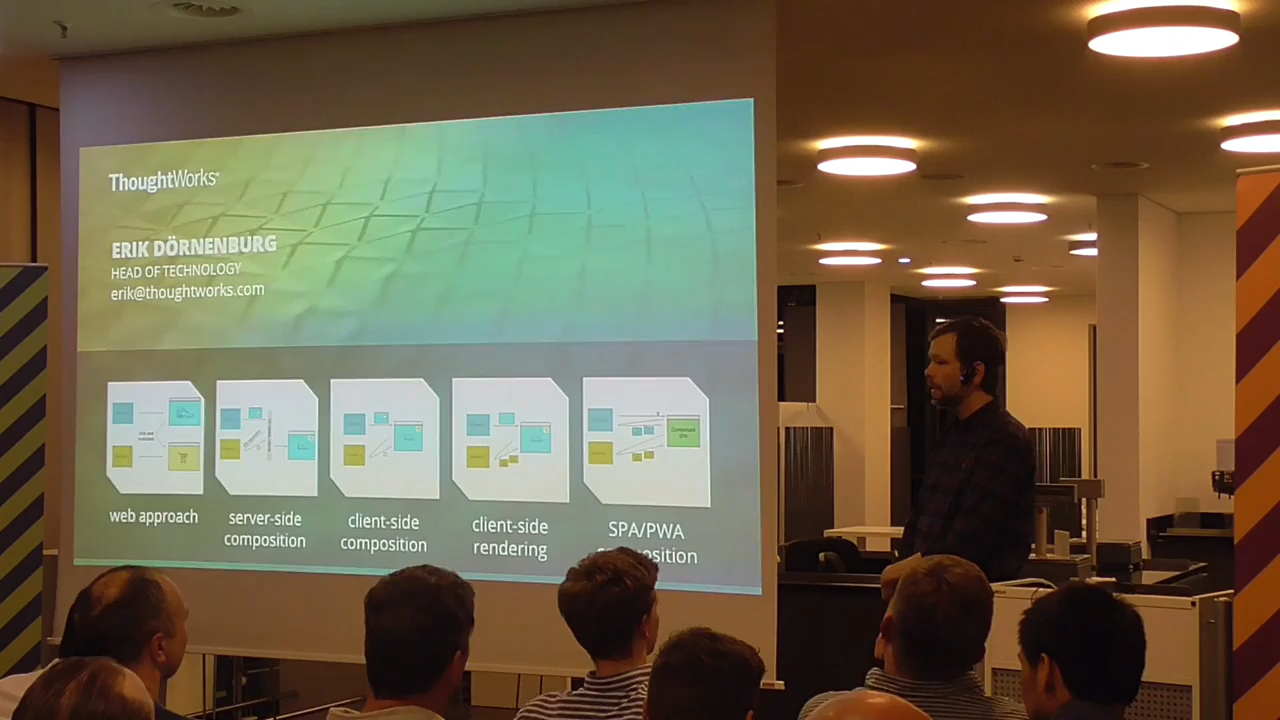 ThoughtWorks®
ERIK DÖRNENBURG
HEAD OF TECHNOLOGY
erik@thoughtworks.com
web approach
server-side
composition
client-side
composition
client-side
rendering
SPA/PWA